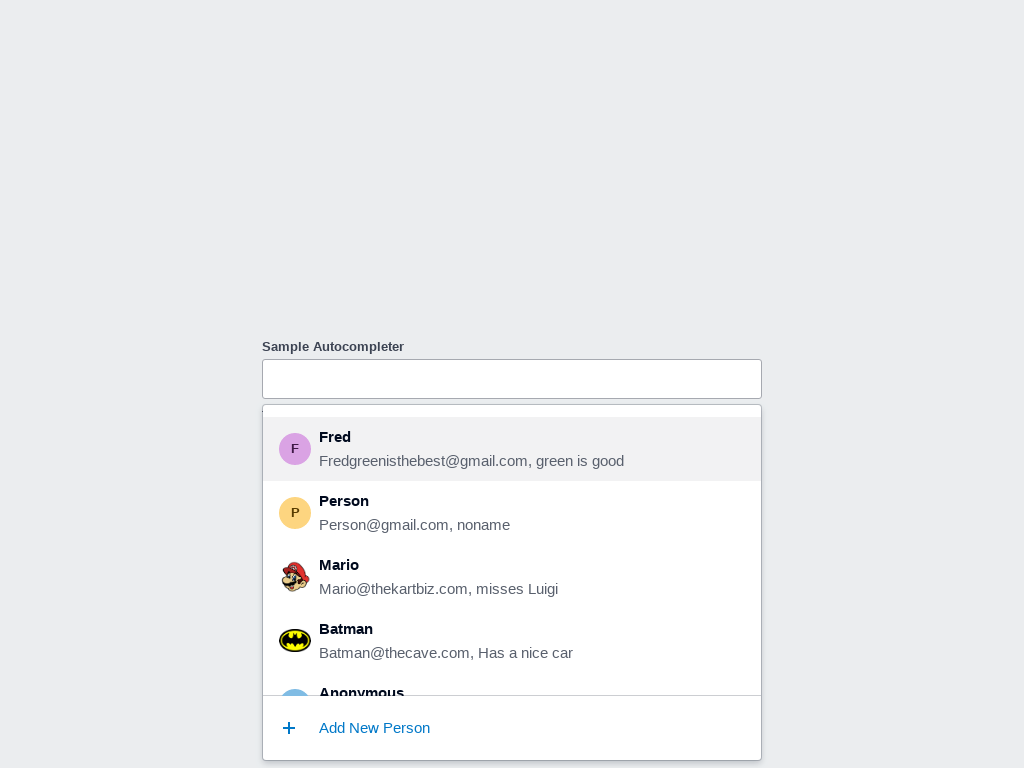 Sample Autocompleter
F
Fred
Fredgreenisthebest@gmail.com, green is good
P
Person
Person@gmail.com, noname
Mario
Mario@thekartbiz.com, misses Luigi
Batman
Batman@thecave.com, Has a nice car
Anonymous
Add New Person